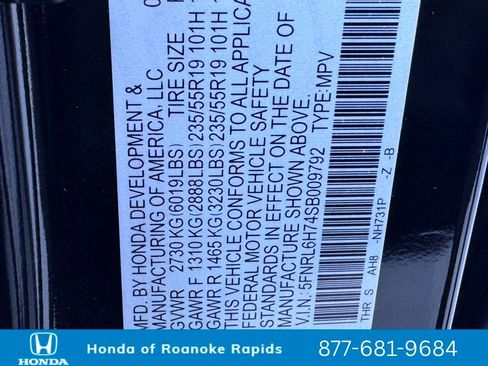 MFD. BY HONDA DEVELOPMENT &
MANUFACTURING OF AMERICA, LLC
TIRE SIZE
GVWR 2730 KG(6019LBS)
GAWR F 1310 KG(2888LBS)235/55R19 101H
GAWR R 1465 KG(3230LBS)235/55R19 101H
THIS VEHICLE CONFORMS TO ALL APPLICA
FEDERAL MOTOR VEHICLE SAFETY
STANDARDS IN EFFECT ON THE DATE OF
MANUFACTURE SHOWN ABOVE.
V.I.N.:5FNRL6H74SB009792 TYPE:MPV
THR S AH8 -NH731P -Z -B
HONDA
Honda of Roanoke Rapids 877-681-9684